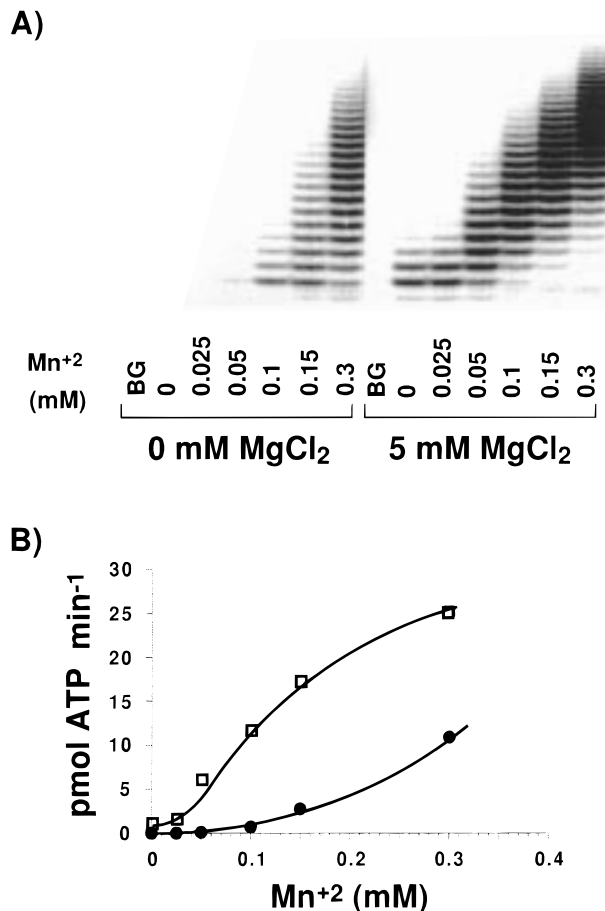 A)
Mn+2 (mM)
BG 0 0.025 0.05 0.1 0.15 0.3 BG 0 0.025 0.05 0.1 0.15 0.3
0 mM MgCl2 5 mM MgCl2
B)
pmol ATP min-1
30
25
20
15
10
5
0
0 0.1 0.2 0.3 0.4
Mn+2 (mM)